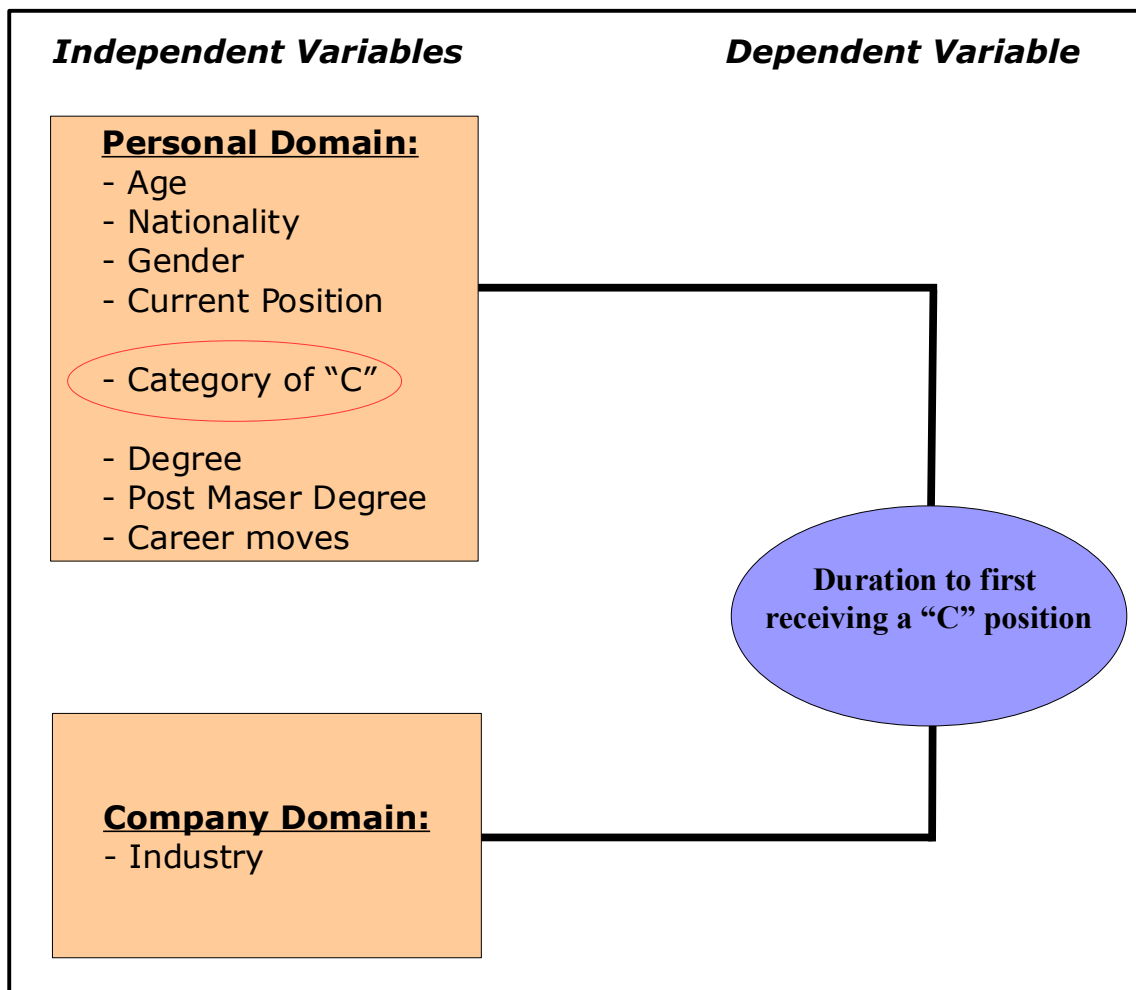 Independent Variables
Dependent Variable
Personal Domain:
- Age
- Nationality
- Gender
- Current Position
- Category of “C”
- Degree
- Post Maser Degree
- Career moves
Duration to first
receiving a “C” position
Company Domain:
- Industry